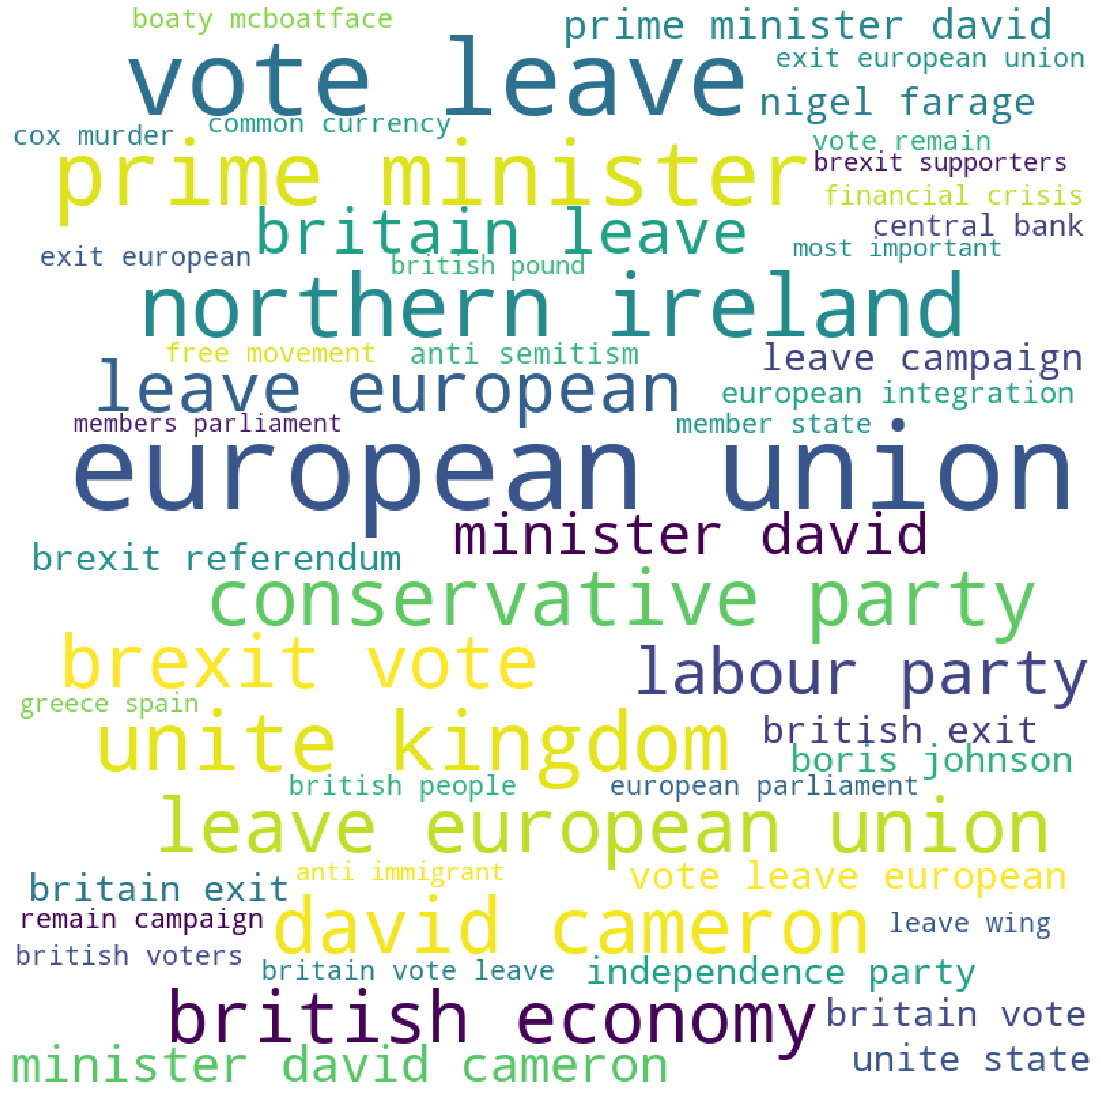 boaty mcboatface
prime minister david
vote leave
exit european union
nigel farage
cox murder
common currency
vote remain
prime minister
brexit supporters
financial crisis
britain leave
central bank
exit european
most important
british pound
northern ireland
free movement
anti semitism
leave campaign
leave european
european integration
members parliament
member state
european union
minister david
brexit referendum
conservative party
brexit vote
labour party
greece spain
unite kingdom
british exit
boris johnson
british people
european parliament
leave european union
anti immigrant
vote leave european
britain exit
remain campaign
david cameron
leave wing
british voters
britain vote leave
independence party
british economy
britain vote
minister david cameron
unite state